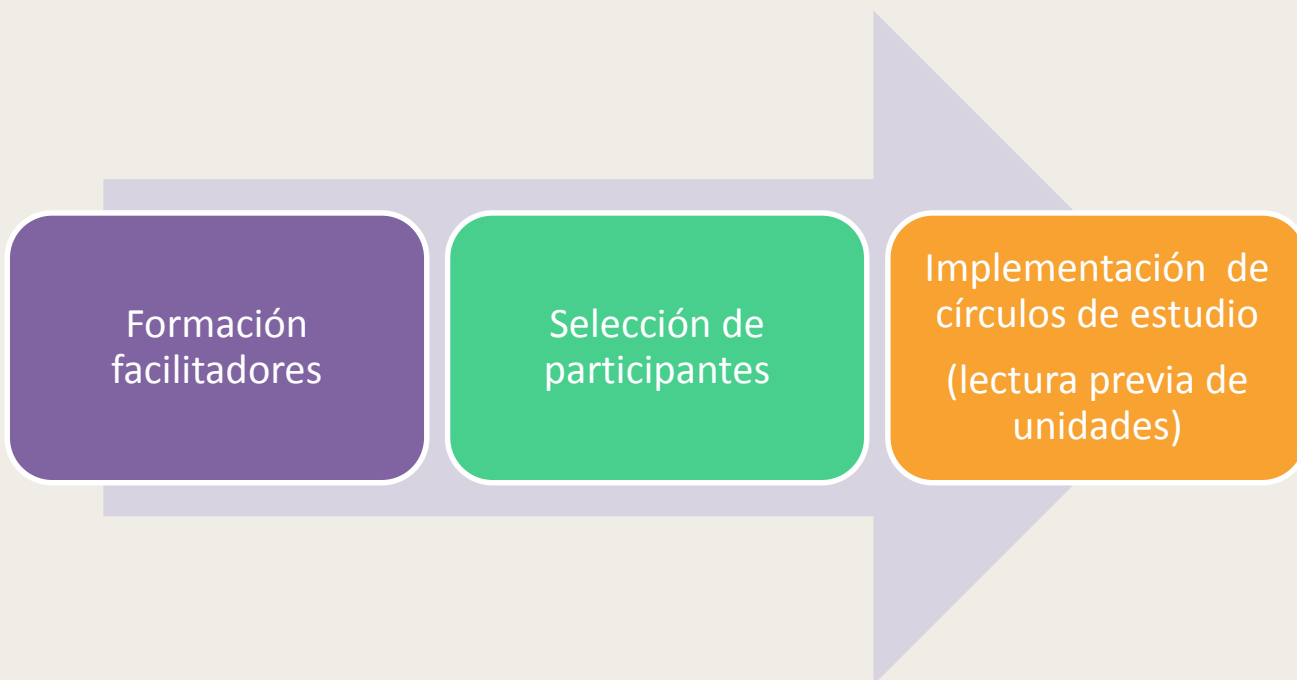 Formación
facilitadores
Selección de
participantes
Implementación  de
círculos de estudio
(lectura previa de
unidades)